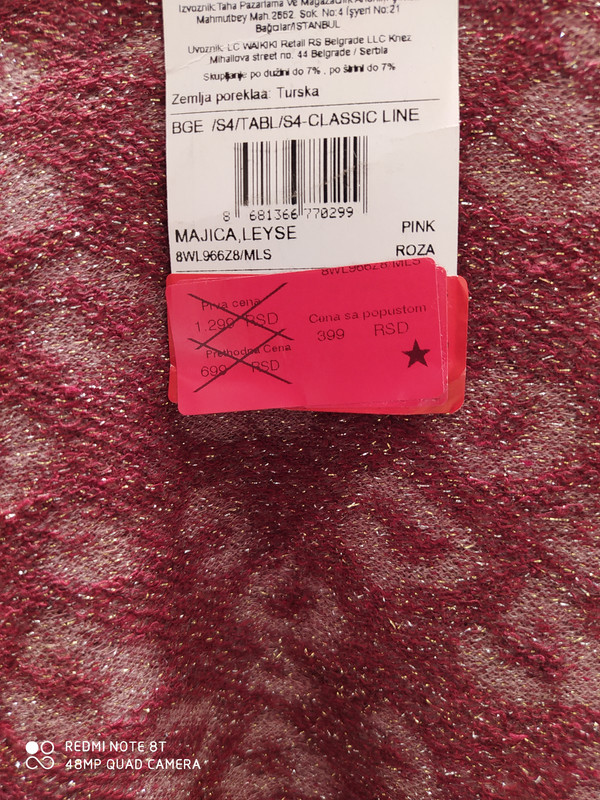 Izvoznik:Taha Pazarlama Ve Mağazacılık
Mahmutbey Mah.2662. Sok. No:4 İşyeri No:21
Bağcılar/İSTANBUL
Uvoznik-LC WAIKIKI Retail RS Belgrade LLC Knez
Mihailova street no. 44 Belgrade / Serbia
Skupljanje po dužini do 7% , po širini do 7%
Zemlja poreklaa: Turska
BGE /S4/TABL/S4-CLASSIC LINE
8 681366 770299
MAJICA,LEYSE PINK
8WL966Z8/MLS ROZA
8WL966Z8/MLS
Prva cena
1.299 RSD
Prethodna Cena
699 RSD
Cena sa popustom
399 RSD
REDMI NOTE 8T
48MP QUAD CAMERA